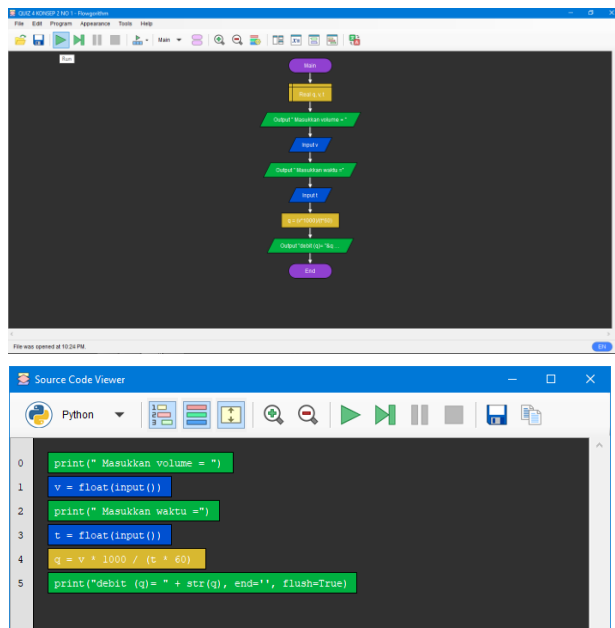 QUIZ 4 KONSEP 2 NO 1 - Flowgorithm
File Edit Program Appearance Tools Help
Main
Run
Main
Real q, v, t
Output " Masukkan volume = "
Input v
Output " Masukkan waktu ="
Input t
q = (v*1000)/(t*60)
Output "debit (q)= "&q ...
End
File was opened at 10:24 PM.
EN
Source Code Viewer
Python
0 print(" Masukkan volume = ")
1 v = float(input())
2 print(" Masukkan waktu =")
3 t = float(input())
4 q = v * 1000 / (t * 60)
5 print("debit (q)= " + str(q), end='', flush=True)